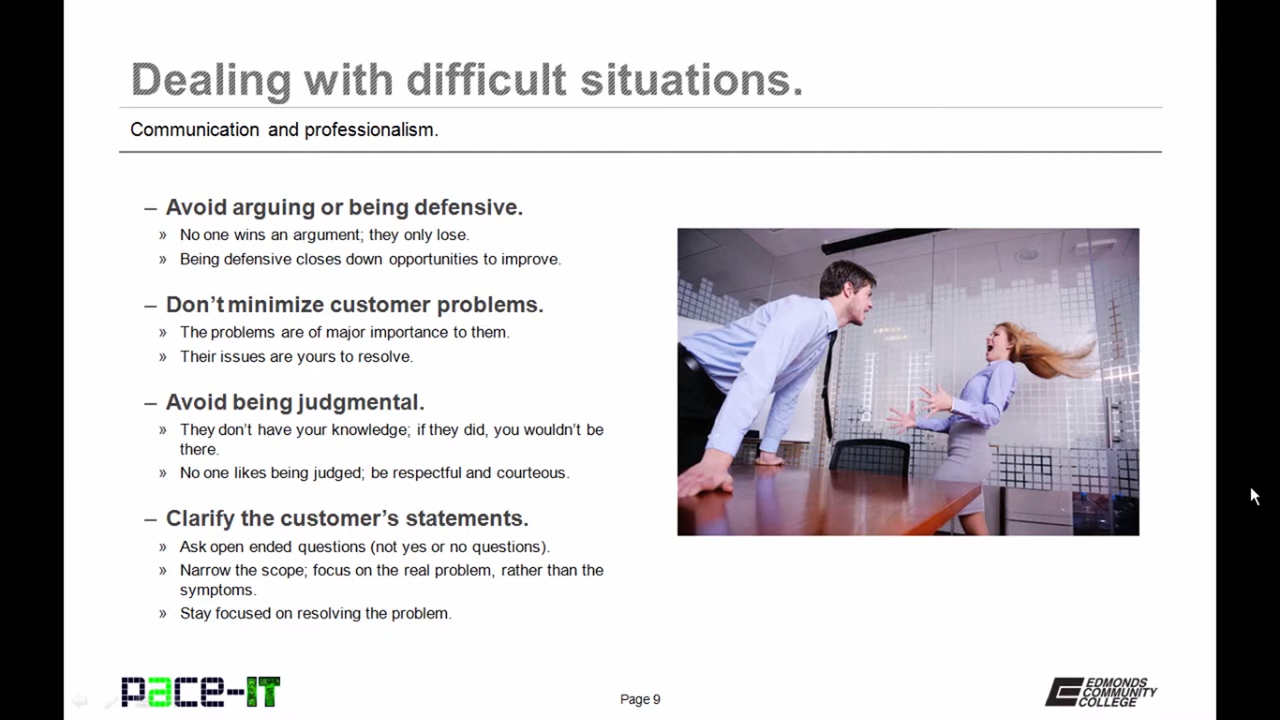 Dealing with difficult situations.
Communication and professionalism.
– Avoid arguing or being defensive.
» No one wins an argument; they only lose.
» Being defensive closes down opportunities to improve.
– Don’t minimize customer problems.
» The problems are of major importance to them.
» Their issues are yours to resolve.
– Avoid being judgmental.
» They don’t have your knowledge; if they did, you wouldn’t be
there.
» No one likes being judged; be respectful and courteous.
– Clarify the customer’s statements.
» Ask open ended questions (not yes or no questions).
» Narrow the scope; focus on the real problem, rather than the
symptoms.
» Stay focused on resolving the problem.
pace-IT
Page 9
EDMONDS
COMMUNITY
COLLEGE